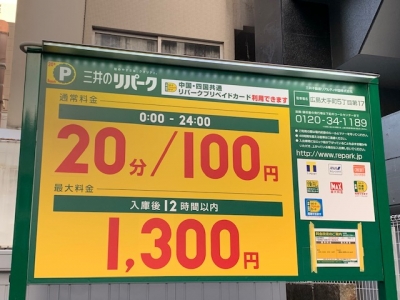 P 三井のリパーク
中国・四国共通
リパークプリペイドカード 利用できます
通常料金
0:00 - 24:00
20分/100円
最大料金
入庫後12時間以内
1,300円
広島大手町5丁目第17
0120-34-1189
http://www.repark.jp